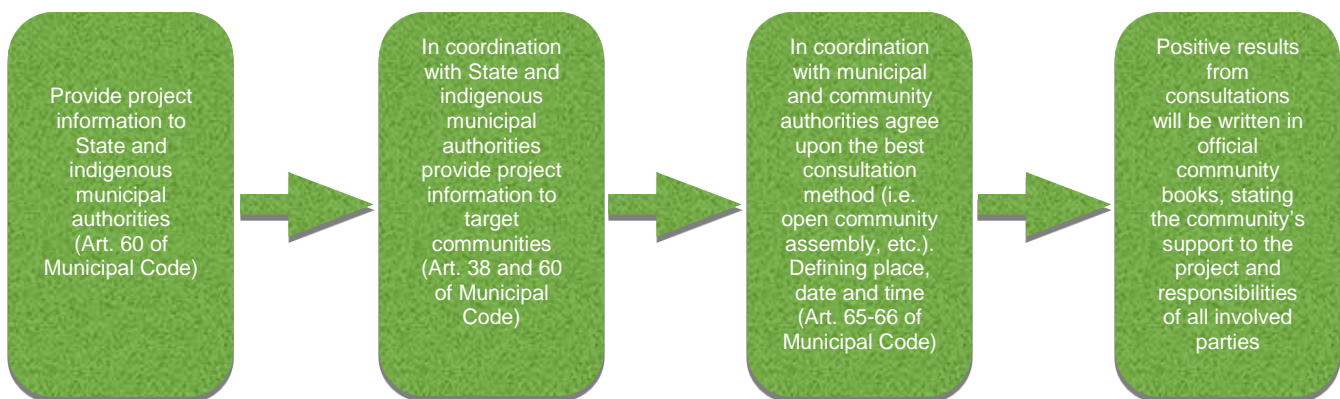 Provide project
information to
State and
indigenous
municipal
authorities
(Art. 60 of
Municipal Code)
In coordination
with State and
indigenous
municipal
authorities
provide project
information to
target
communities
(Art. 38 and 60
of Municipal
Code)
In coordination
with municipal
and community
authorities agree
upon the best
consultation
method (i.e.
open community
assembly, etc.).
Defining place,
date and time
(Art. 65-66 of
Municipal Code)
Positive results
from
consultations
will be written in
official
community
books, stating
the community’s
support to the
project and
responsibilities
of all involved
parties